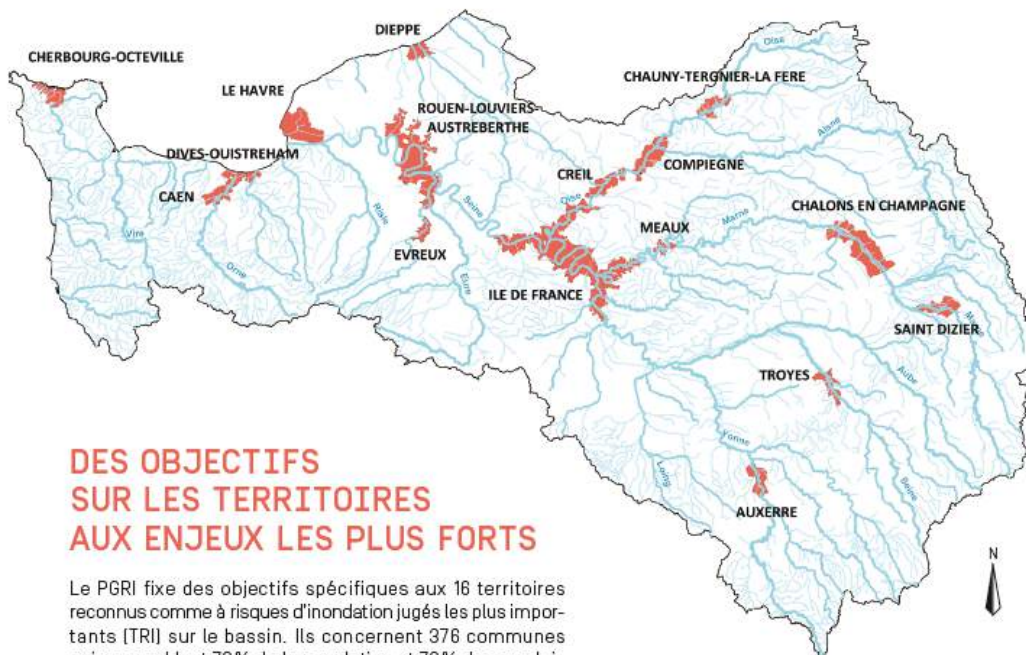 DIEPPE
CHERBOURG-OCTEVILLE
Oise
CHAUNY-TERGNIER-LA FERE
LE HAVRE
ROUEN-LOUVIERS
AUSTREBERTHE
Aisne
DIVES-OUISTREHAM
COMPIEGNE
CREIL
CAEN
Oise
Seine
CHALONS EN CHAMPAGNE
Risle
MEAUX
Marne
Vire
EVREUX
Orne
Eure
ILE DE FRANCE
SAINT DIZIER
TROYES
Aube
Yonne
Loing
Seine
AUXERRE
N
DES OBJECTIFS
SUR LES TERRITOIRES
AUX ENJEUX LES PLUS FORTS
Le PGRI fixe des objectifs spécifiques aux 16 territoires
reconnus comme à risques d'inondation jugés les plus impor-
tants (TRI) sur le bassin. Ils concernent 376 communes